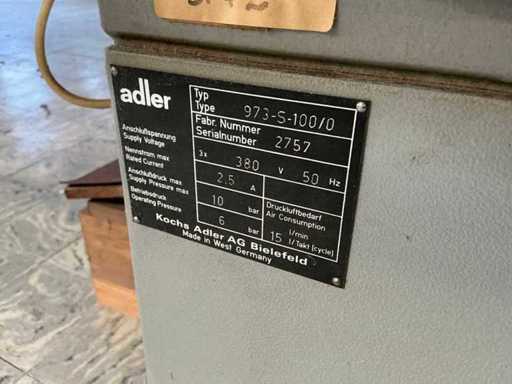 adler
Typ
Type 973-S-100/0
Fabr. Nummer
Serialnumber 2757
Anschlußspannung
Supply Voltage 3x 380 V 50 Hz
Nennstrom max
Rated Current 2.5 A
Anschlußdruck max
Supply Pressure max 10 bar
Betriebsdruck
Operating Pressure 6 bar
Druckluftbedarf
Air Consumption
l/min
15 l/Takt (cycle)
Kochs Adler AG Bielefeld
Made in West Germany